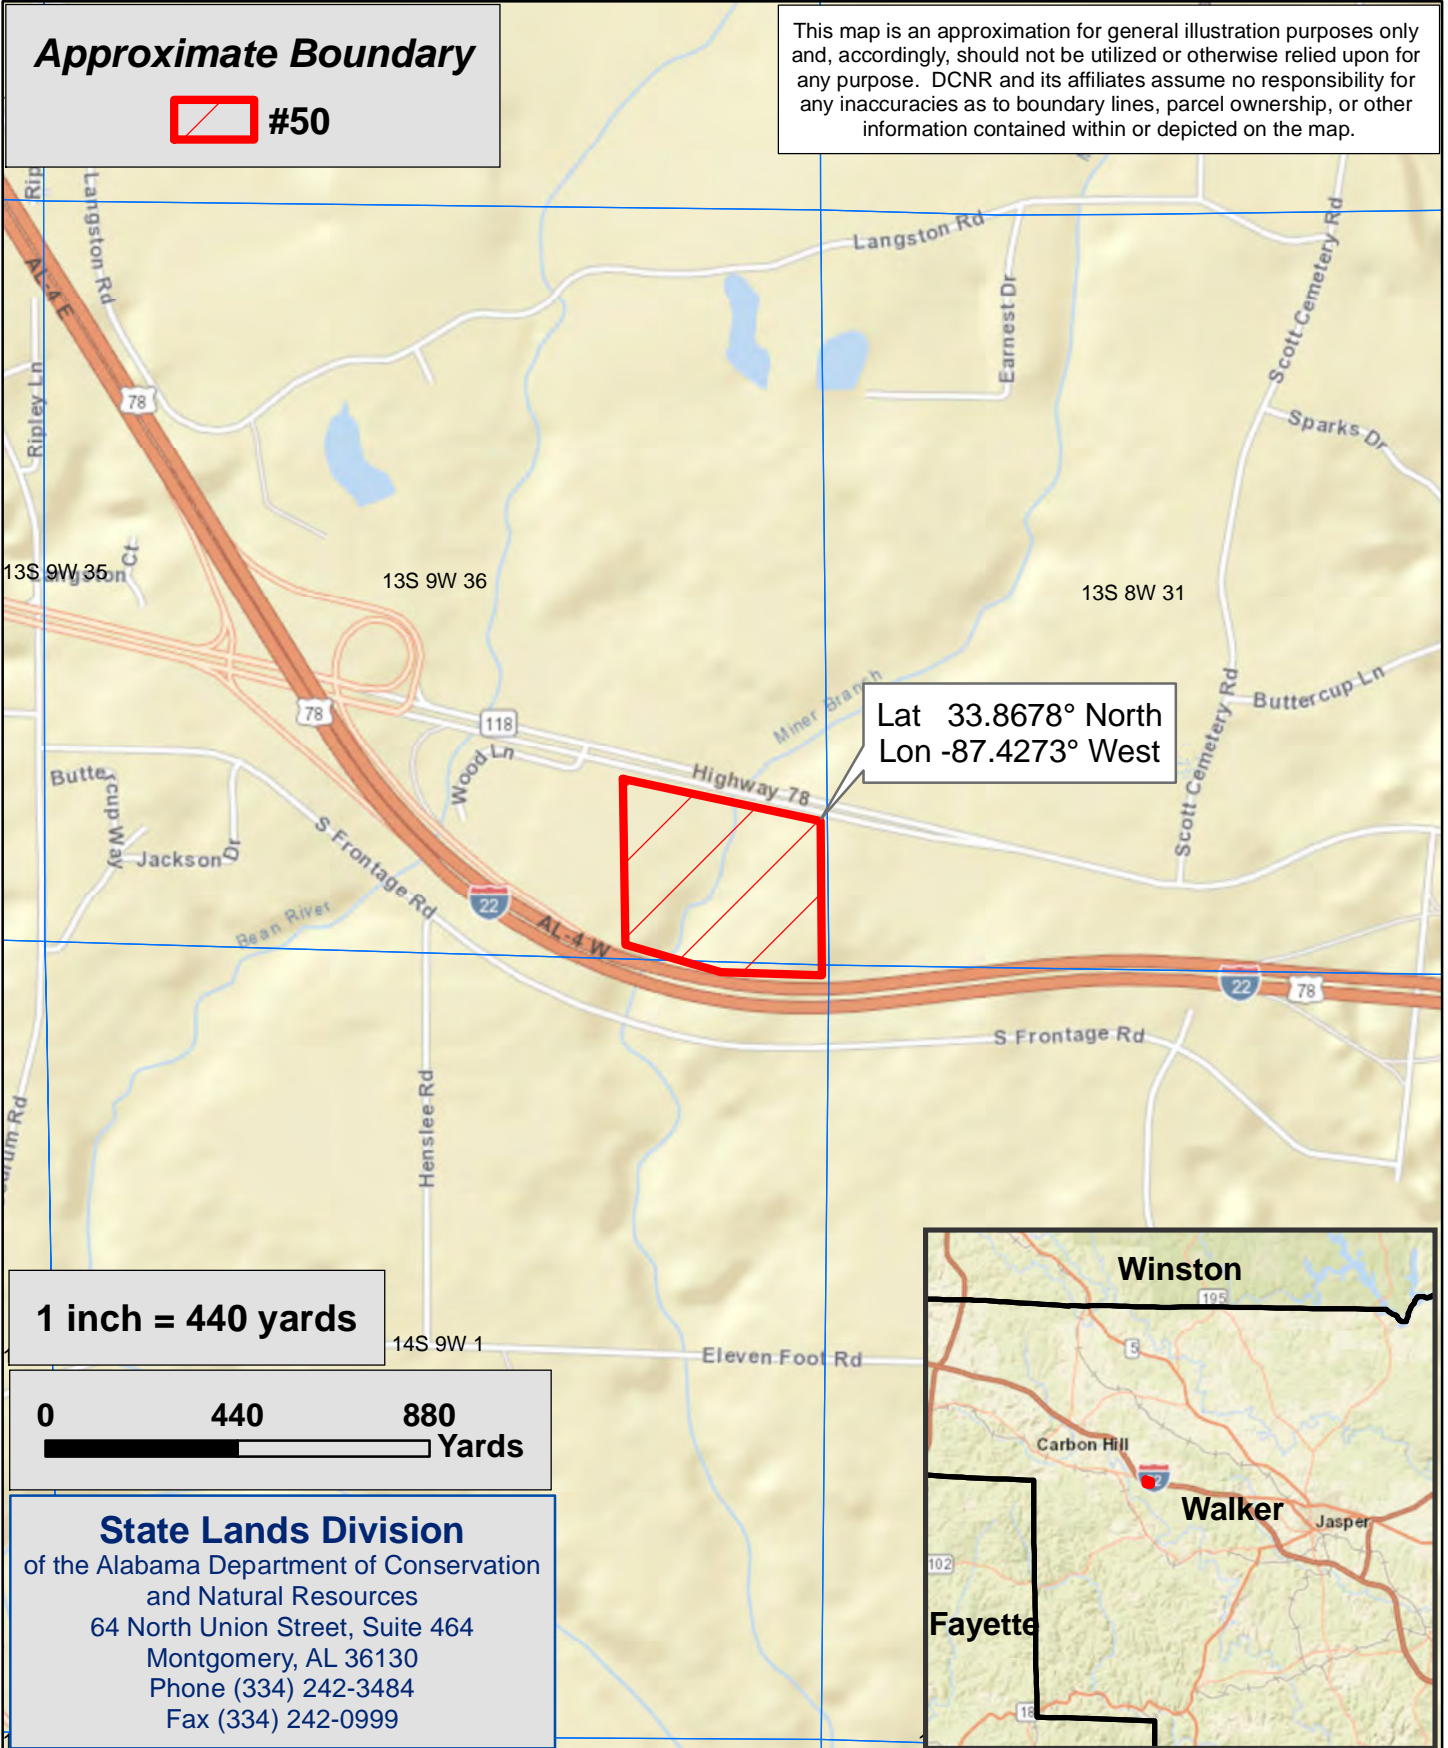 Approximate Boundary
#50
This map is an approximation for general illustration purposes only
and, accordingly, should not be utilized or otherwise relied upon for
any purpose. DCNR and its affiliates assume no responsibility for
any inaccuracies as to boundary lines, parcel ownership, or other
information contained within or depicted on the map.
Rip
Langston Rd
Langston Rd
AL-4 E
Earnest Dr
Scott Cemetery Rd
Ripley Ln
78
Sparks Dr
Langston Ct
13S 9W 35
13S 9W 36
13S 8W 31
Miner Branch
Lat 33.8678° North
Lon -87.4273° West
Buttercup Ln
Scott Cemetery Rd
78
118
Wood Ln
Highway 78
Buttercup Way
Jackson Dr
S Frontage Rd
22
AL-4 W
Bean River
22
78
S Frontage Rd
Henslee Rd
rum Rd
14S 9W 1
Eleven Foot Rd
1 inch = 440 yards
0 440 880
Yards
State Lands Division
of the Alabama Department of Conservation
and Natural Resources
64 North Union Street, Suite 464
Montgomery, AL 36130
Phone (334) 242-3484
Fax (334) 242-0999
Winston
195
5
Carbon Hill
Walker
Jasper
102
Fayette
18